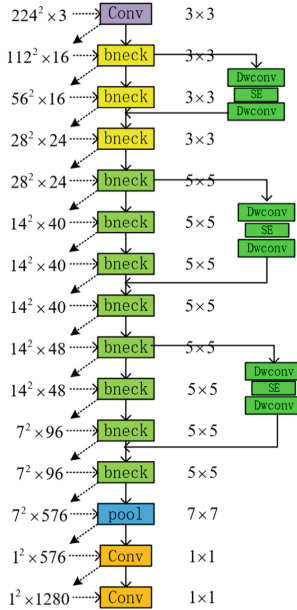 224²×3 Conv 3×3
112²×16 bneck 3×3
Dwconv
56²×16 bneck 3×3 SE
Dwconv
28²×24 bneck 3×3
28²×24 bneck 5×5
14²×40 bneck 5×5 Dwconv
SE
14²×40 bneck 5×5 Dwconv
14²×40 bneck 5×5
14²×48 bneck 5×5
Dwconv
14²×48 bneck 5×5 SE
Dwconv
7²×96 bneck 5×5
7²×96 bneck 5×5
7²×576 pool 7×7
1²×576 Conv 1×1
1²×1280 Conv 1×1